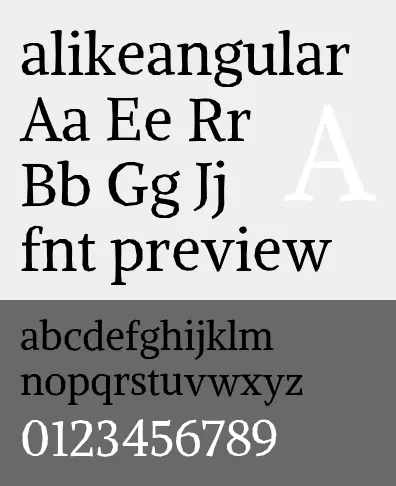 alikeangular
Aa Ee Rr
A
Bb Gg Jj
fnt preview
abcdefghijklm
nopqrstuvwxyz
0123456789